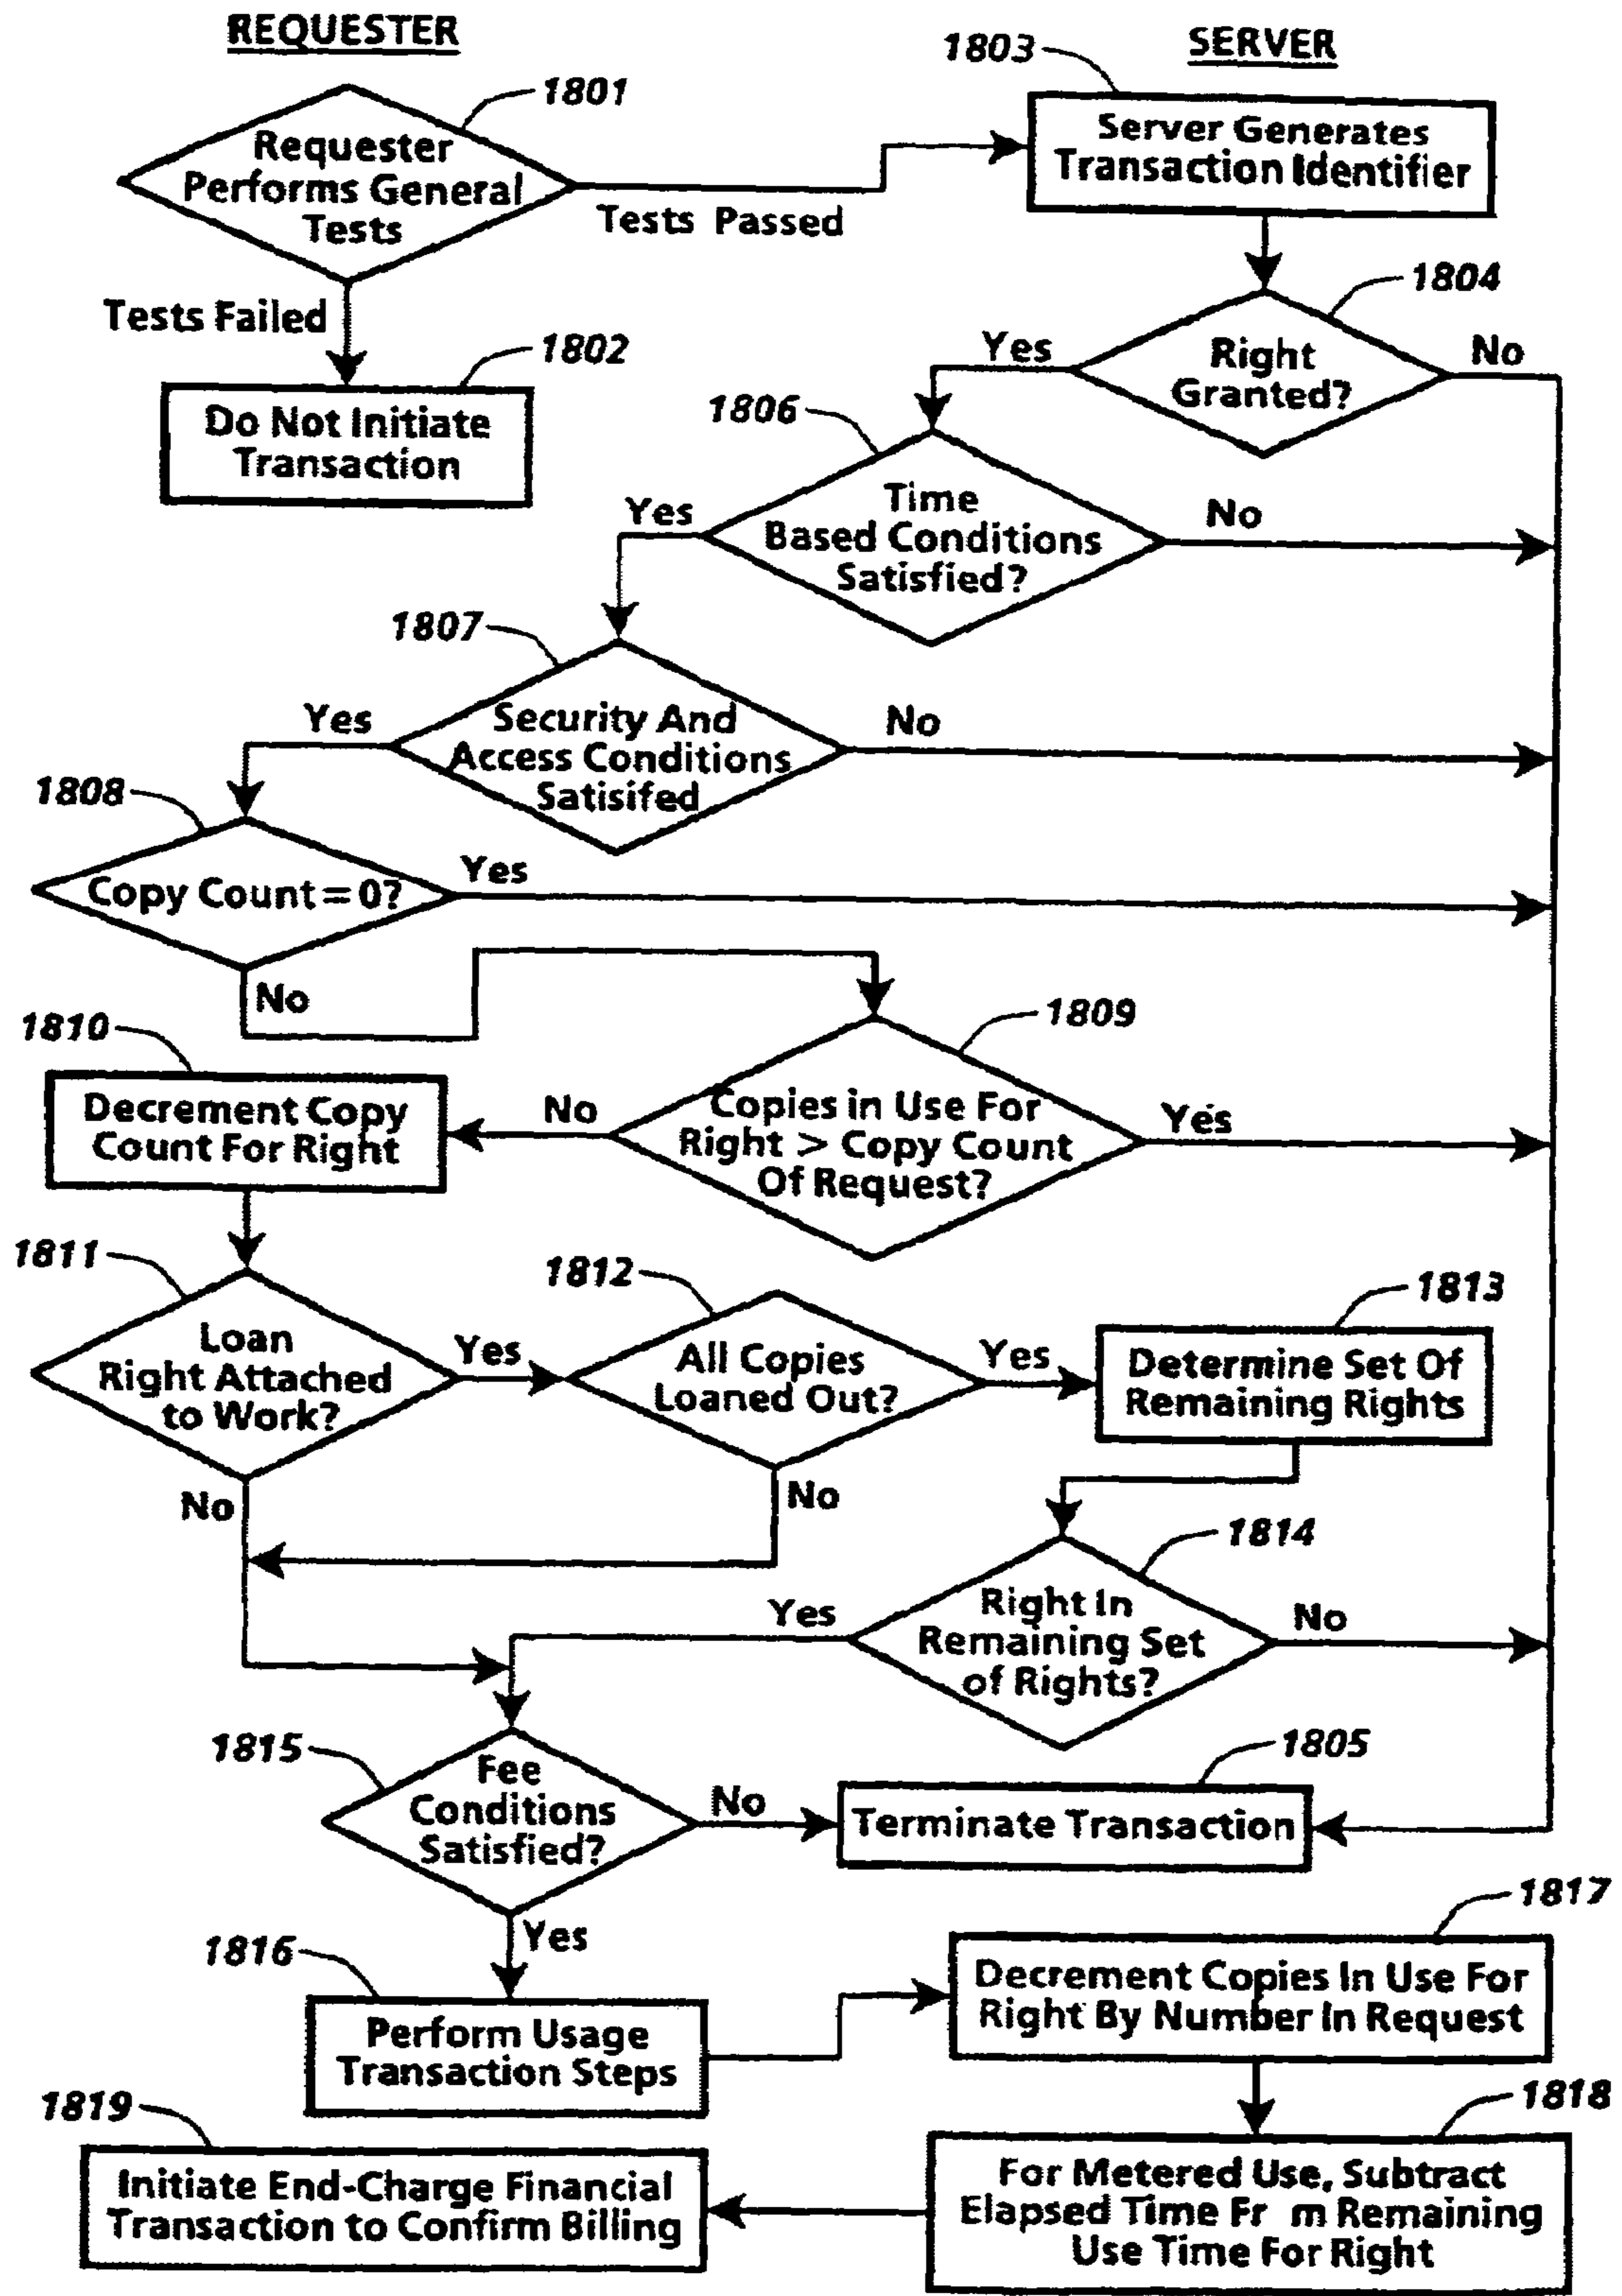 REQUESTER
SERVER
1801
1803
Requester
Performs General
Tests
Tests Passed
Server Generates
Transaction Identifier
Tests Failed
1802
Do Not Initiate
Transaction
1804
Right
Granted?
Yes
No
1806
Time
Based Conditions
Satisfied?
Yes
No
1807
Security And
Access Conditions
Satisifed
Yes
No
1808
Copy Count = 0?
Yes
No
1809
Copies in Use For
Right > Copy Count
Of Request?
No
Yes
1810
Decrement Copy
Count For Right
1811
Loan
Right Attached
to Work?
Yes
No
1812
All Copies
Loaned Out?
Yes
No
1813
Determine Set Of
Remaining Rights
1814
Right In
Remaining Set
of Rights?
Yes
No
1815
Fee
Conditions
Satisfied?
No
Yes
1805
Terminate Transaction
1816
Perform Usage
Transaction Steps
1817
Decrement Copies In Use For
Right By Number In Request
1818
For Metered Use, Subtract
Elapsed Time Fr m Remaining
Use Time For Right
1819
Initiate End-Charge Financial
Transaction to Confirm Billing